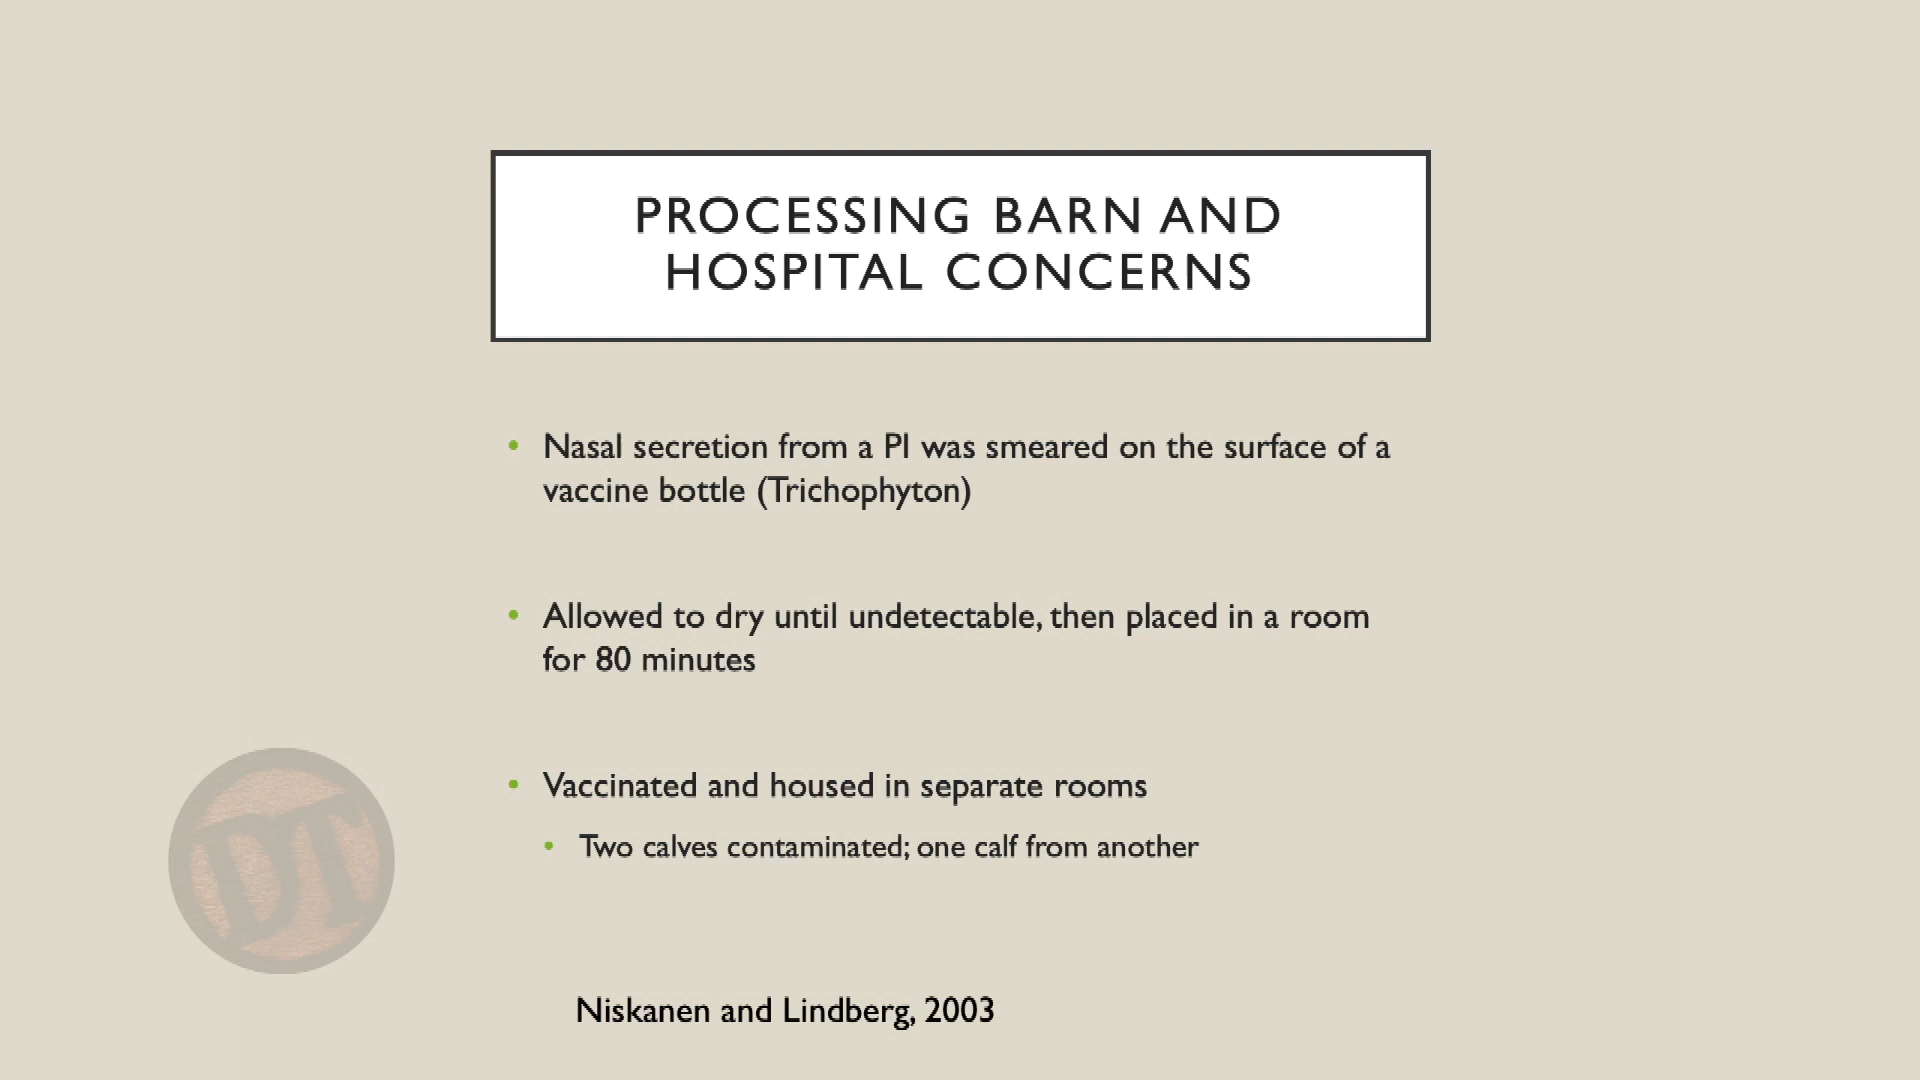 PROCESSING BARN AND
HOSPITAL CONCERNS
• Nasal secretion from a PI was smeared on the surface of a
vaccine bottle (Trichophyton)
• Allowed to dry until undetectable, then placed in a room
for 80 minutes
• Vaccinated and housed in separate rooms
• Two calves contaminated; one calf from another
DT
Niskanen and Lindberg, 2003